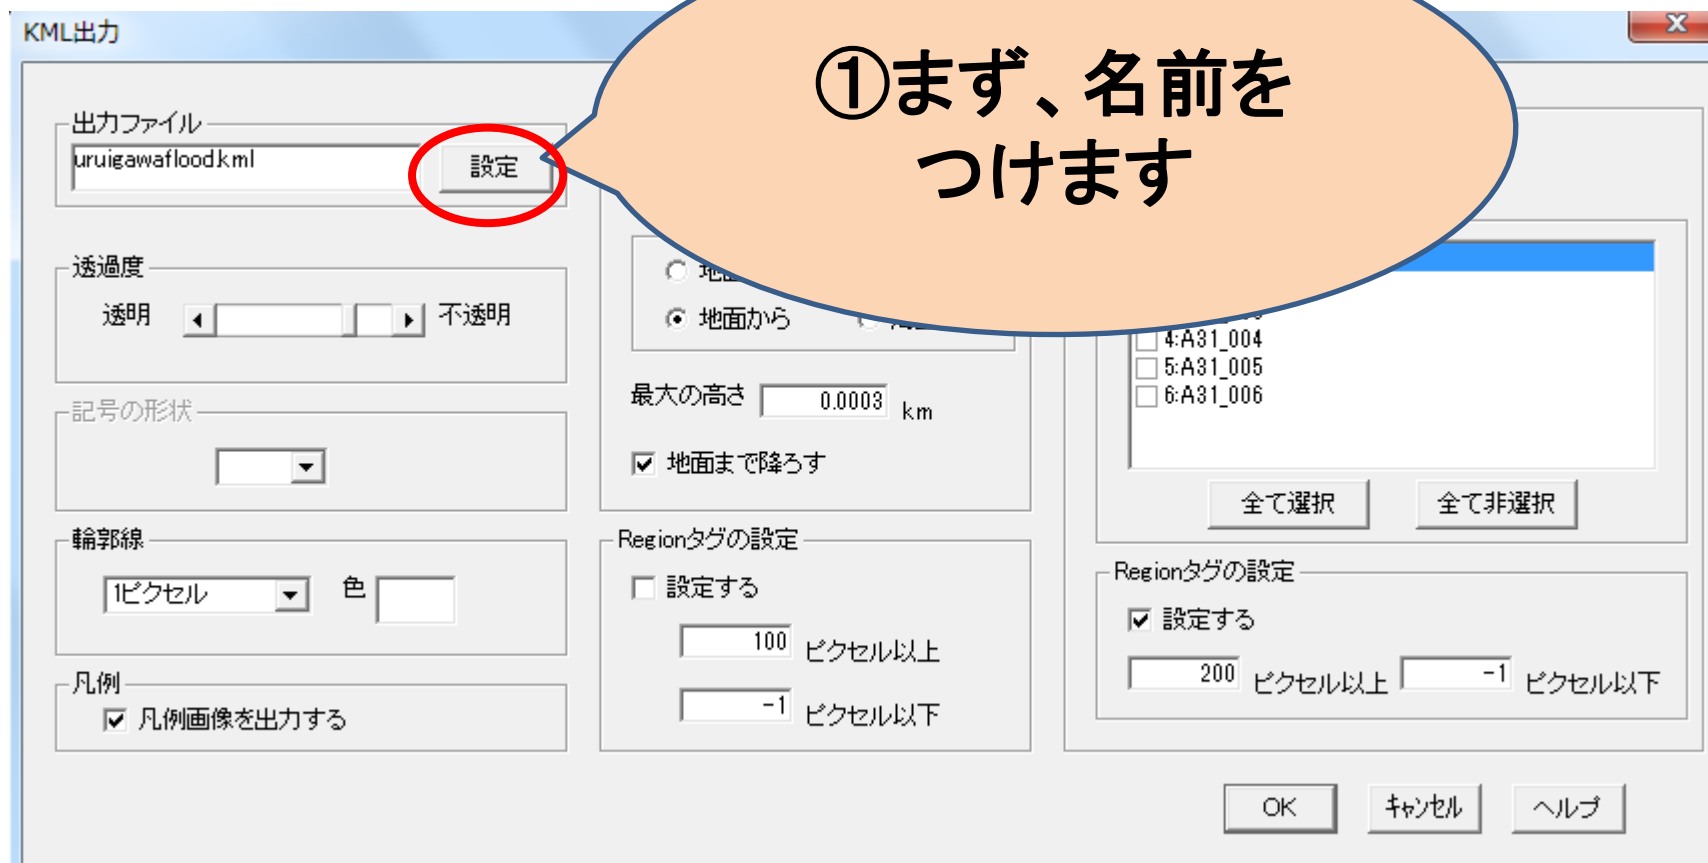 KML出力
①まず、名前を
つけます
出力ファイル
uruigawaflood.kml
設定
透過度
透明
不透明
記号の形状
輪郭線
1ピクセル
色
凡例
凡例画像を出力する
地面から
最大の高さ
0.0003
km
地面まで降ろす
Regionタグの設定
設定する
100
ピクセル以上
-1
ピクセル以下
4:A31_004
5:A31_005
6:A31_006
全て選択
全て非選択
Regionタグの設定
設定する
200
ピクセル以上
-1
ピクセル以下
OK
キャンセル
ヘルプ